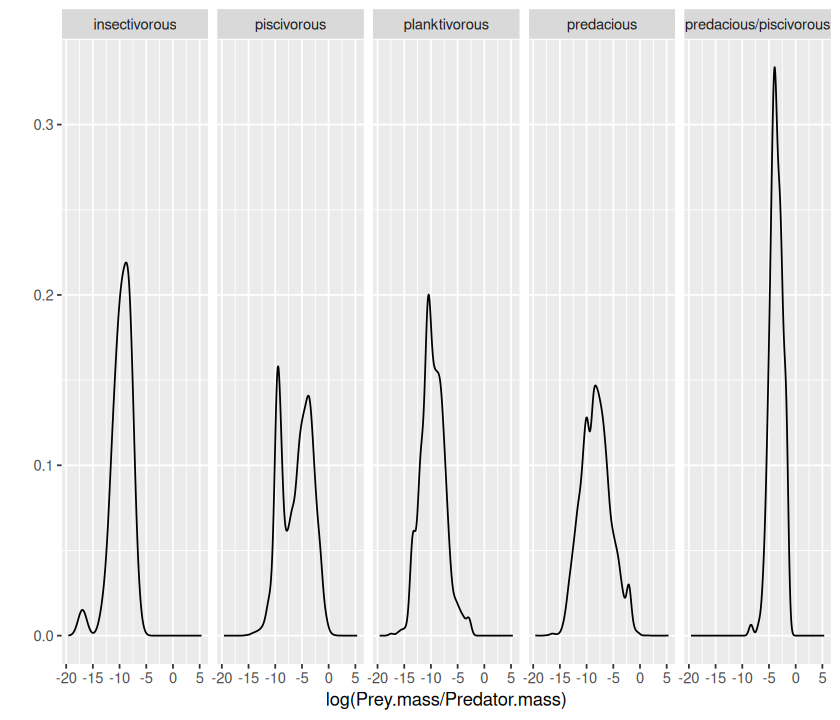 insectivorous piscivorous planktivorous predacious predacious/piscivorous
0.3
0.2
0.1
0.0
-20 -15 -10 -5 0 5 -20 -15 -10 -5 0 5 -20 -15 -10 -5 0 5 -20 -15 -10 -5 0 5 -20 -15 -10 -5 0 5
log(Prey.mass/Predator.mass)